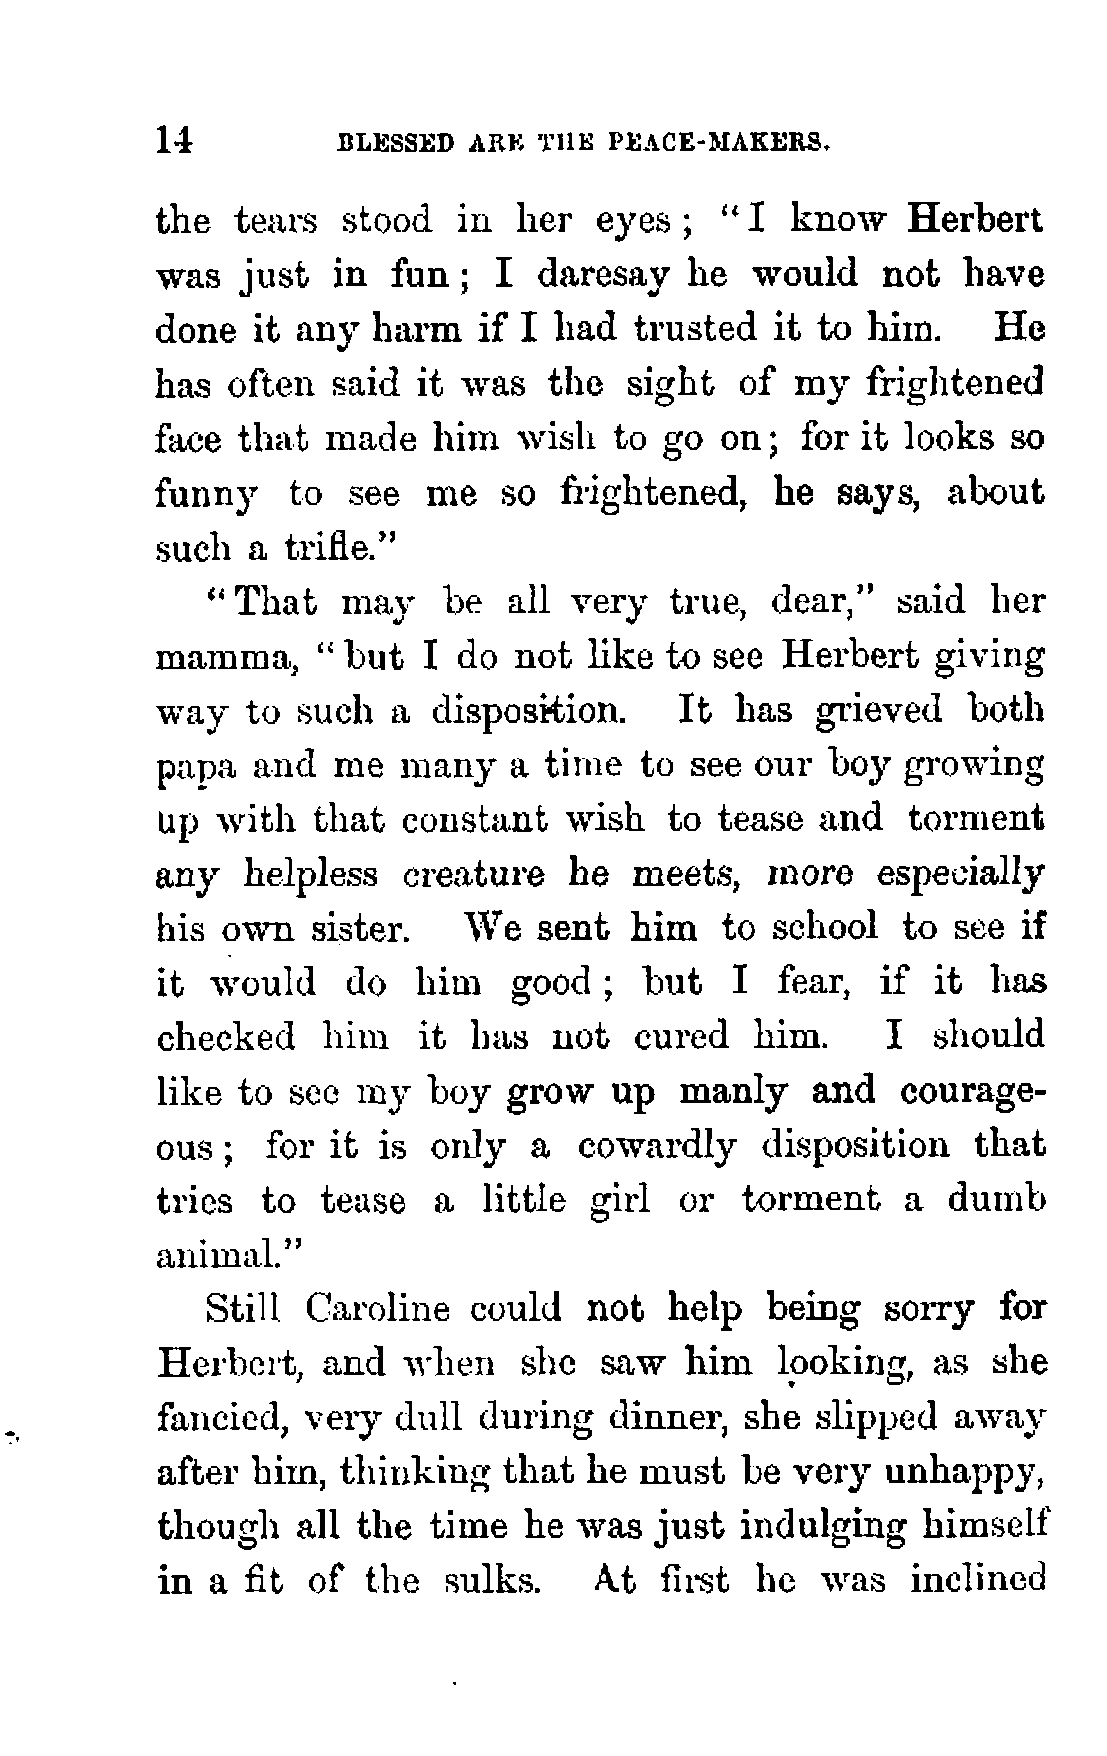 14 BLESSED ARE THE PEACE-MAKERS.
the tears stood in her eyes ; " I know Herbert
was just in fun ; I daresay he would not have
done it any harm if I had trusted it to him. He
has often said it was the sight of my frightened
face that made him wish to go on; for it looks so
funny to see me so frightened, he says, about
such a trifle."
" That may be all very true, dear," said her
mamma, " but I do not like to see Herbert giving
way to such a disposition. It has grieved both
papa and me many a time to see our boy growing
up with that constant wish to tease and torment
any helpless creature he meets, more especially
his own sister. We sent him to school to see if
it would do him good ; but I fear, if it has
checked him it has not cured him. I should
like to see my boy grow up manly and courage-
ous ; for it is only a cowardly disposition that
tries to tease a little girl or torment a dumb
animal."
Still Caroline could not help being sorry for
Herbert, and when she saw him looking, as she
fancied, very dull during dinner, she slipped away
after him, thinking that he must be very unhappy,
though all the time he was just indulging himself
in a fit of the sulks. At first he was inclined